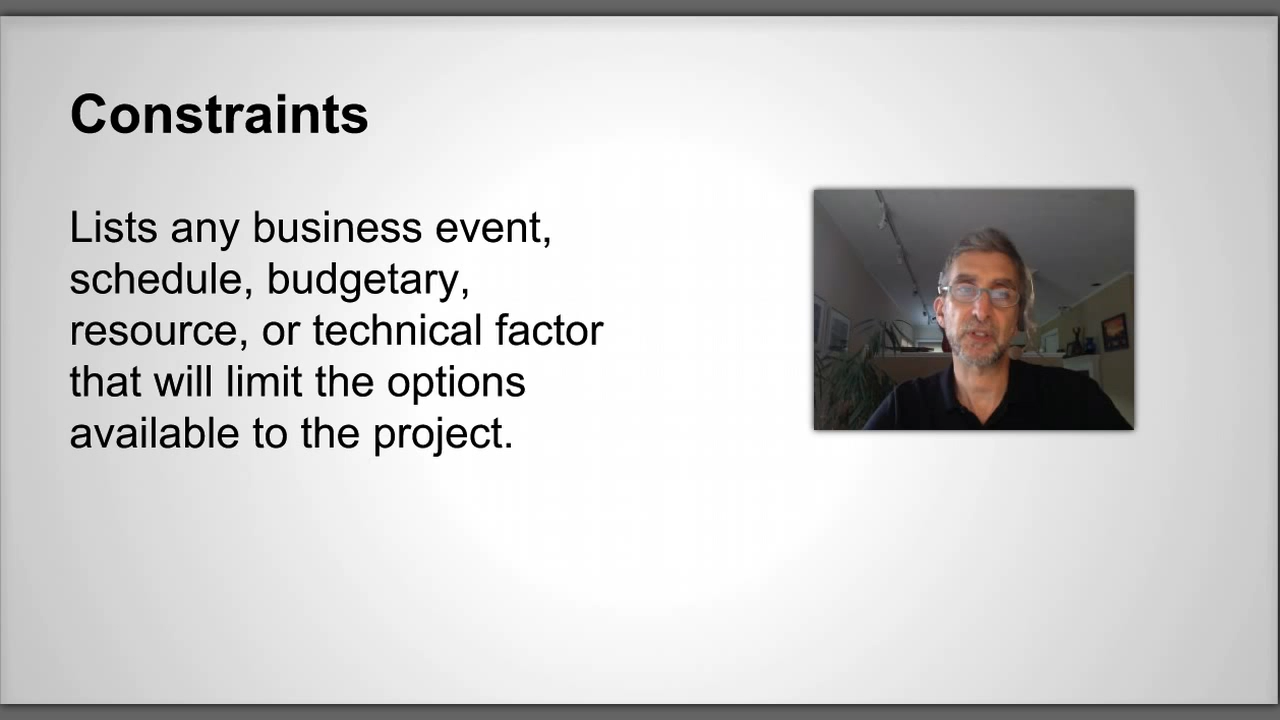 Constraints
Lists any business event,
schedule, budgetary,
resource, or technical factor
that will limit the options
available to the project.